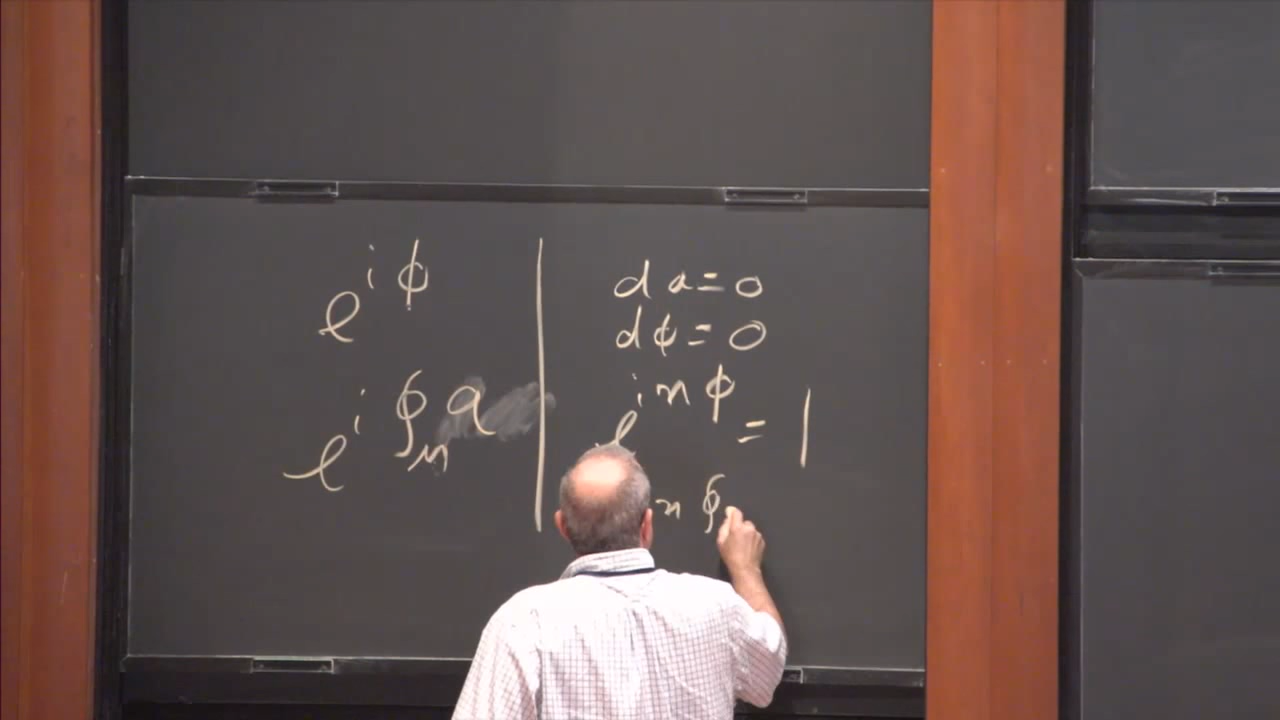 e^{iϕ}
e^{i∮_m a}
da=0
dϕ=0
e^{inϕ} = 1
n ∮